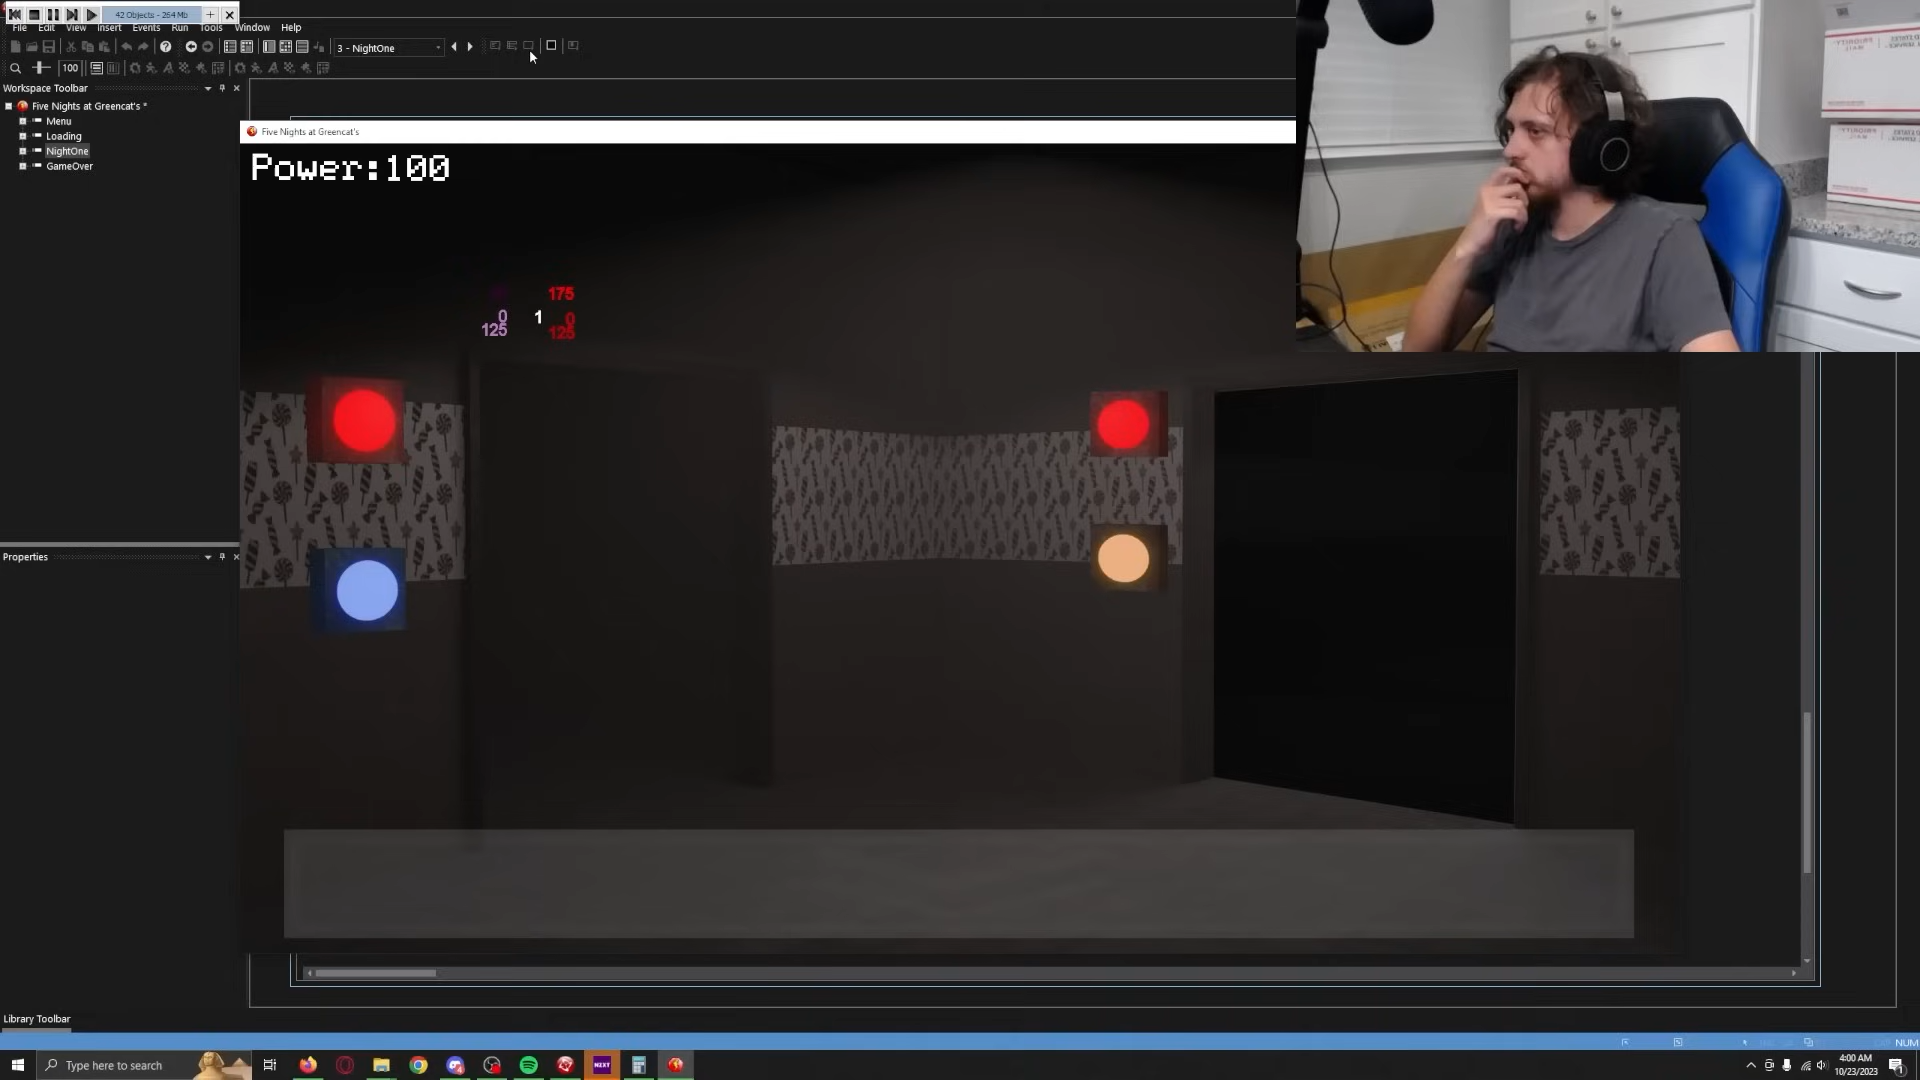 42 Objects - 264 Mb
File Edit View Insert Events Run Tools Window Help
3 - NightOne
100
Workspace Toolbar
Five Nights at Greencat's *
Menu
Loading
NightOne
GameOver
Five Nights at Greencat's
Power:100
175
0 1 0
125 125
Properties
Library Toolbar
NUM
Type here to search
NEXT
4:00 AM
10/23/2023
1